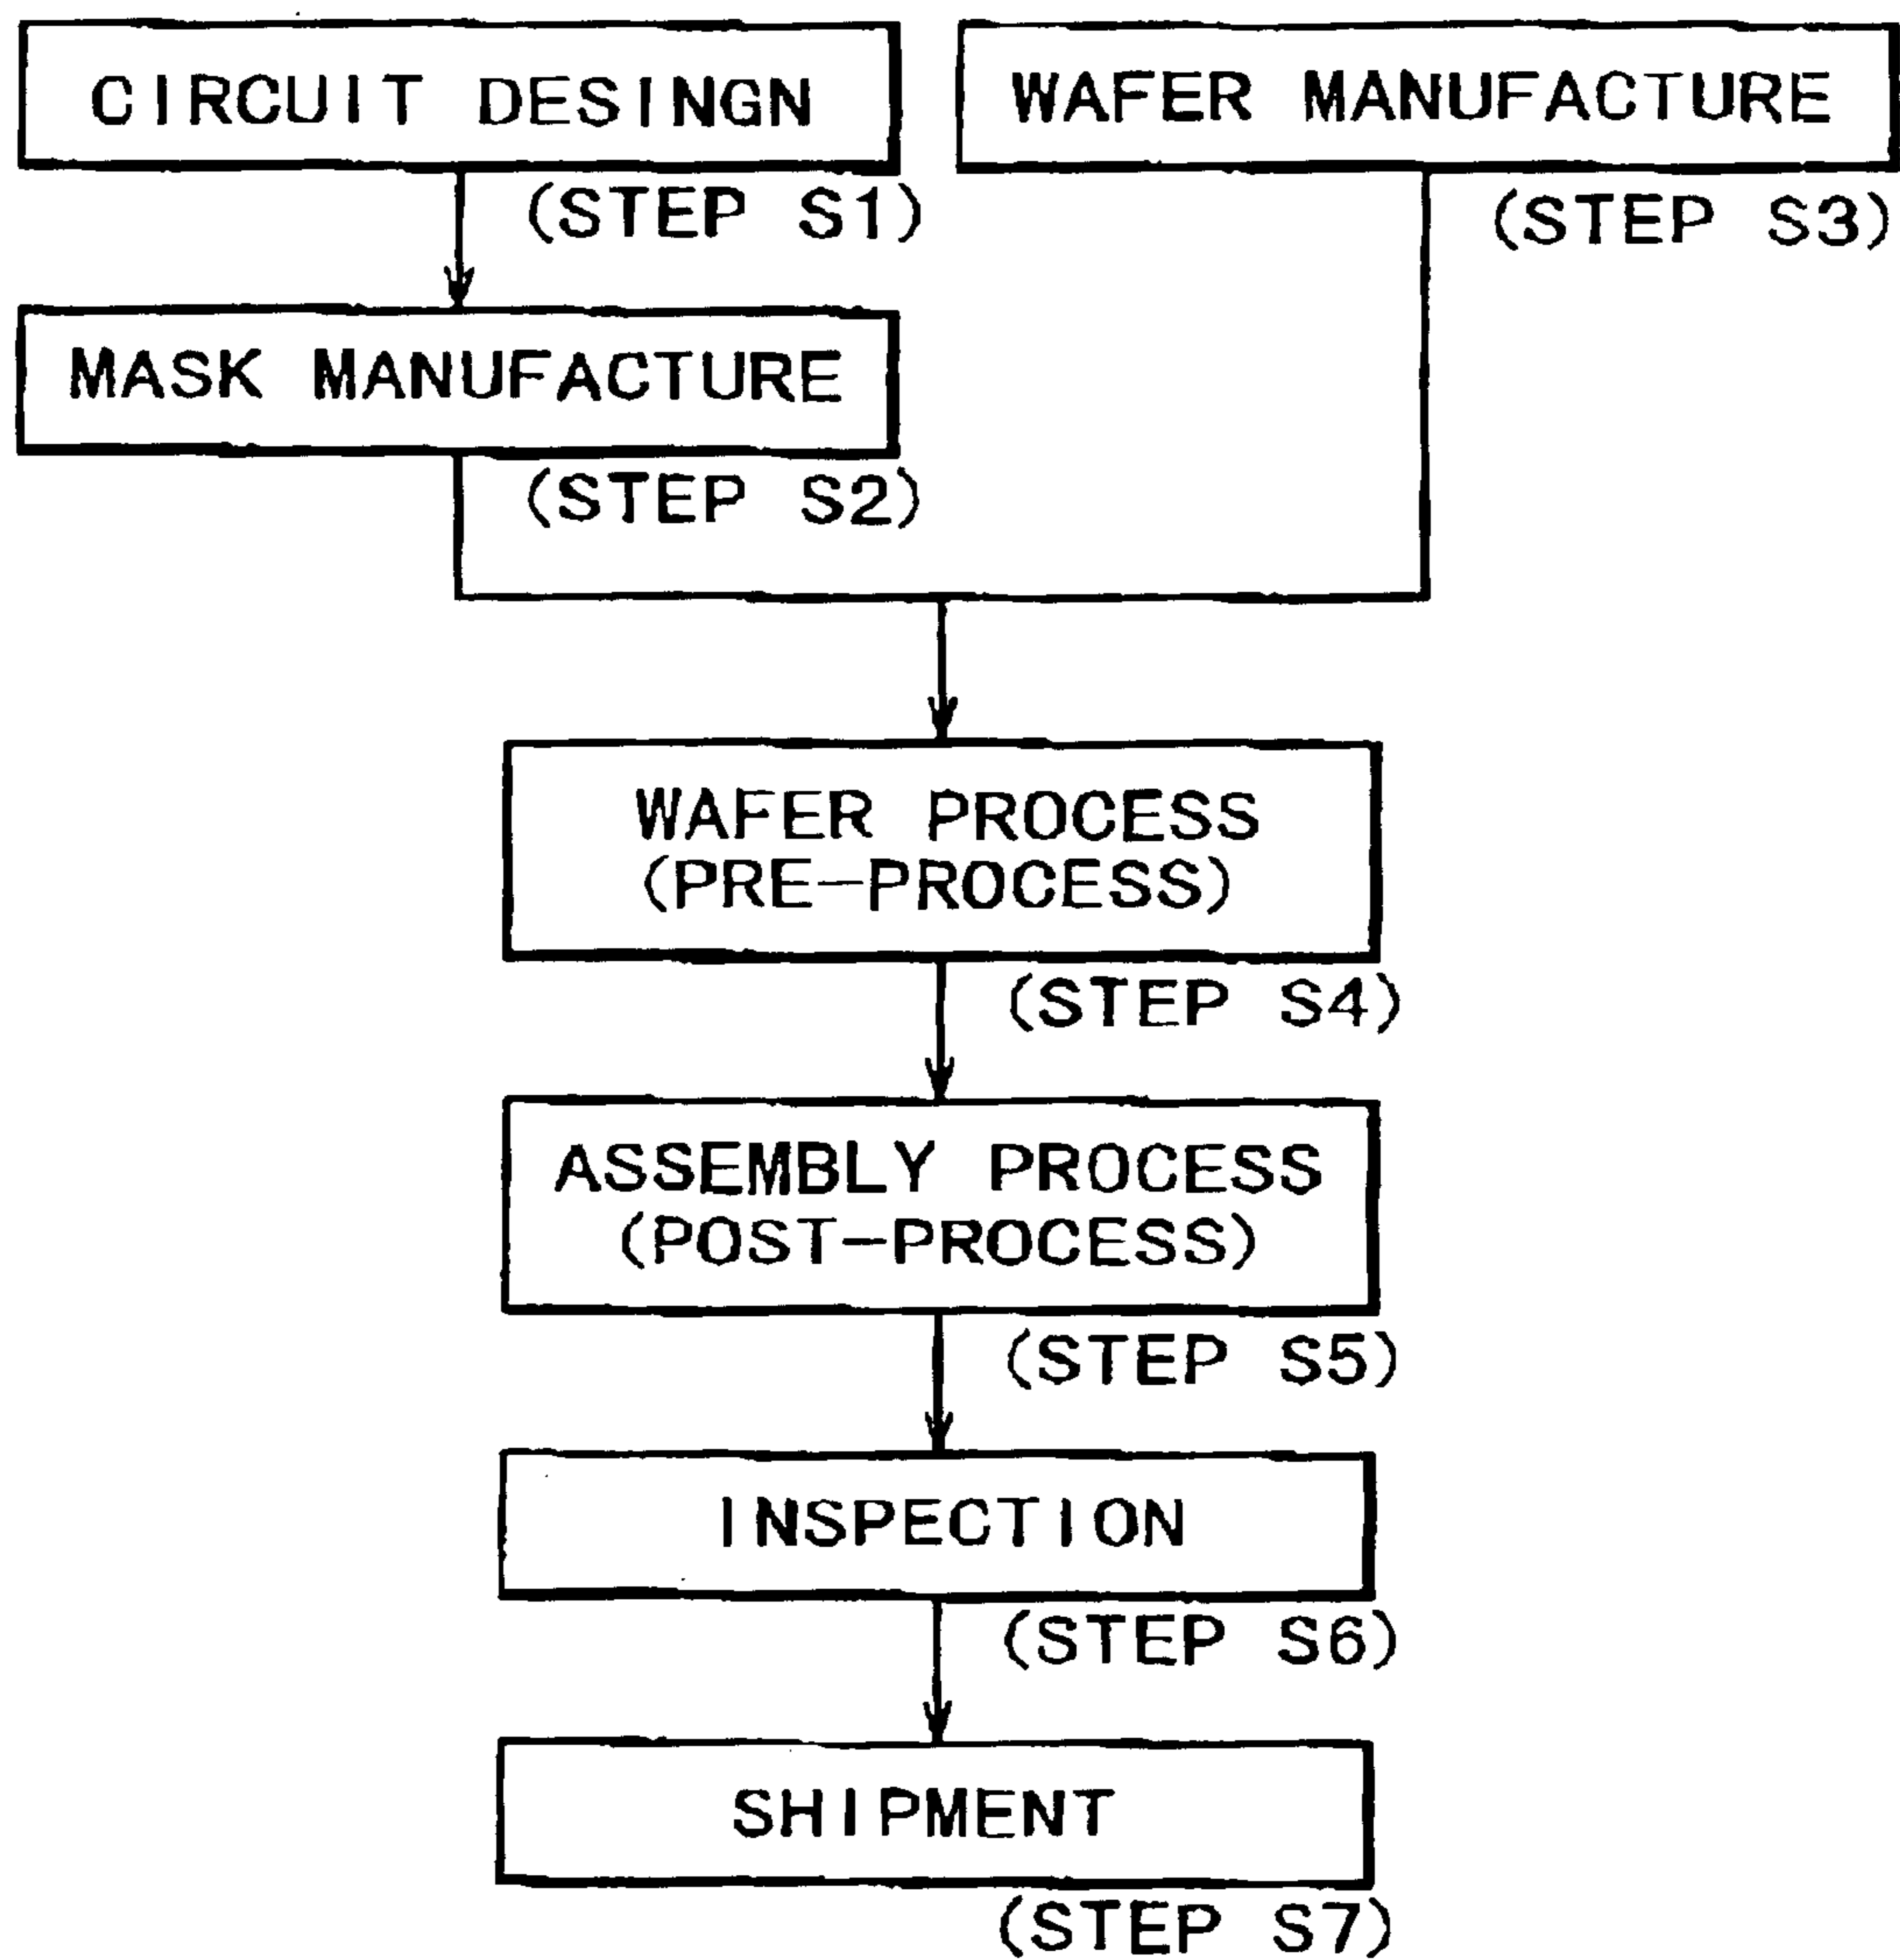 CIRCUIT DESINGN
(STEP S1)
WAFER MANUFACTURE
(STEP S3)
MASK MANUFACTURE
(STEP S2)
WAFER PROCESS
(PRE-PROCESS)
(STEP S4)
ASSEMBLY PROCESS
(POST-PROCESS)
(STEP S5)
INSPECTION
(STEP S6)
SHIPMENT
(STEP S7)